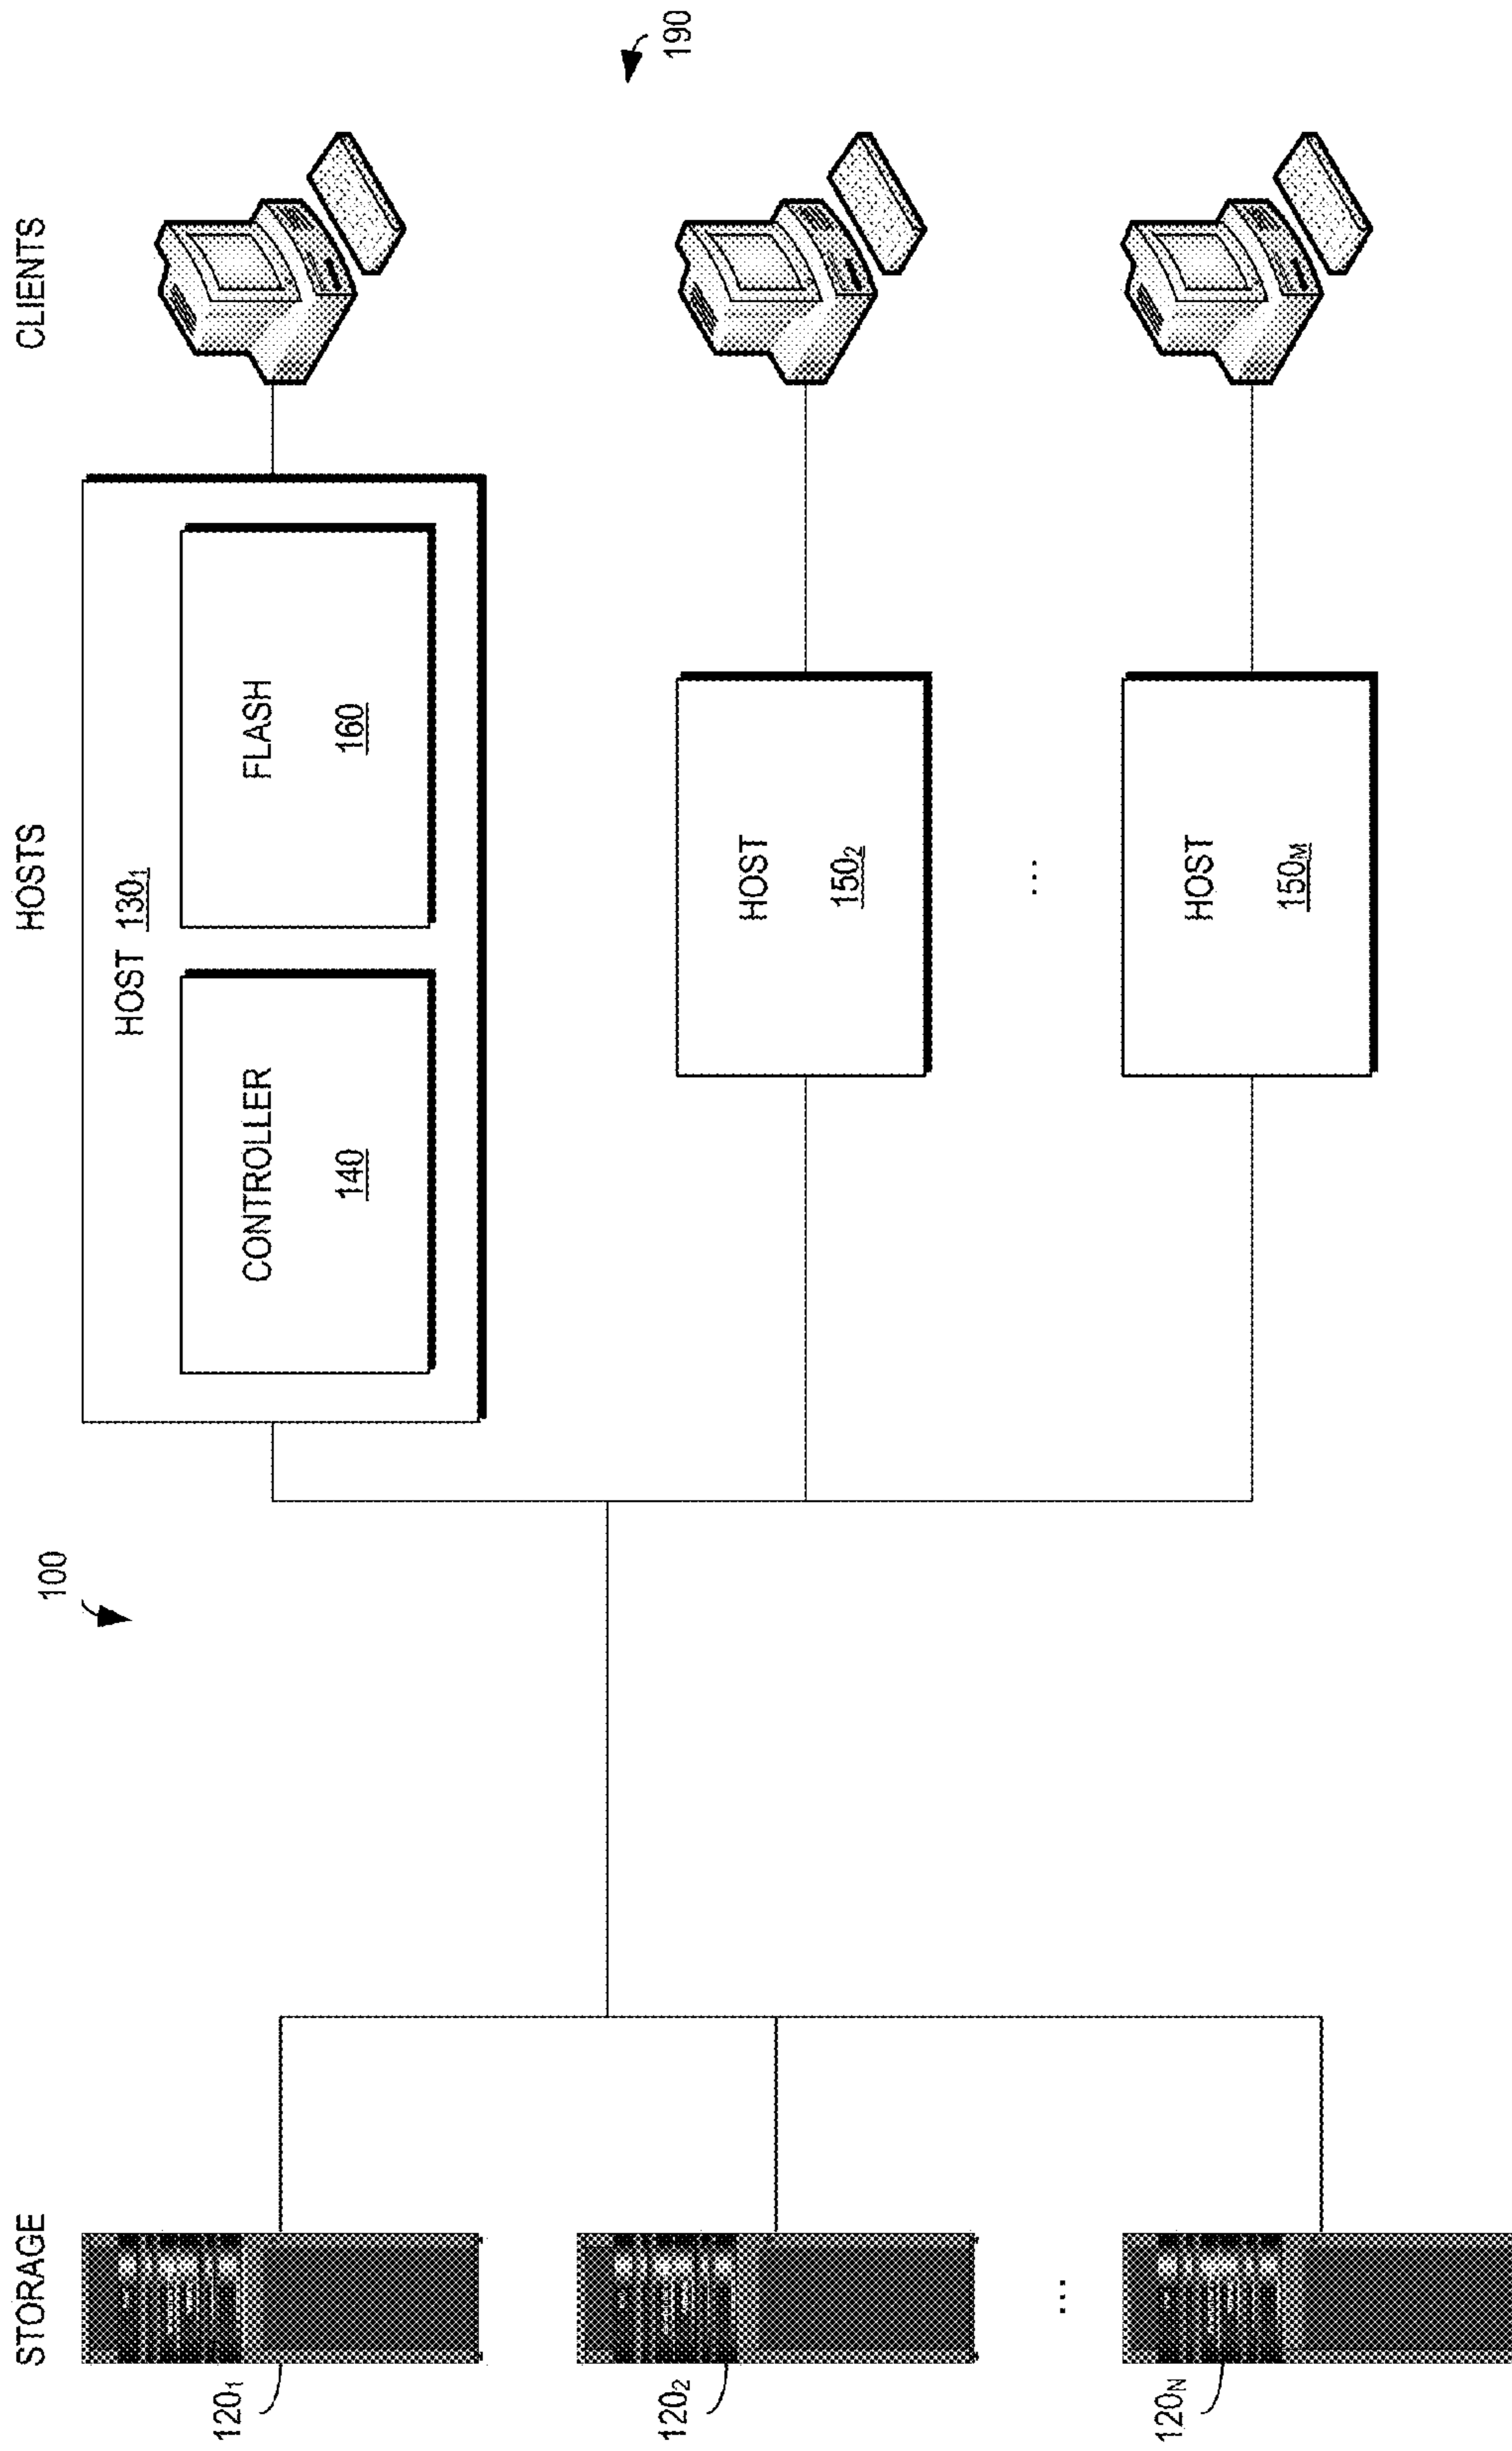 STORAGE
HOSTS
CLIENTS
100
HOST 130₁
CONTROLLER
140
FLASH
160
120₁
190
HOST
150₂
120₂
...
...
HOST
150M
120N